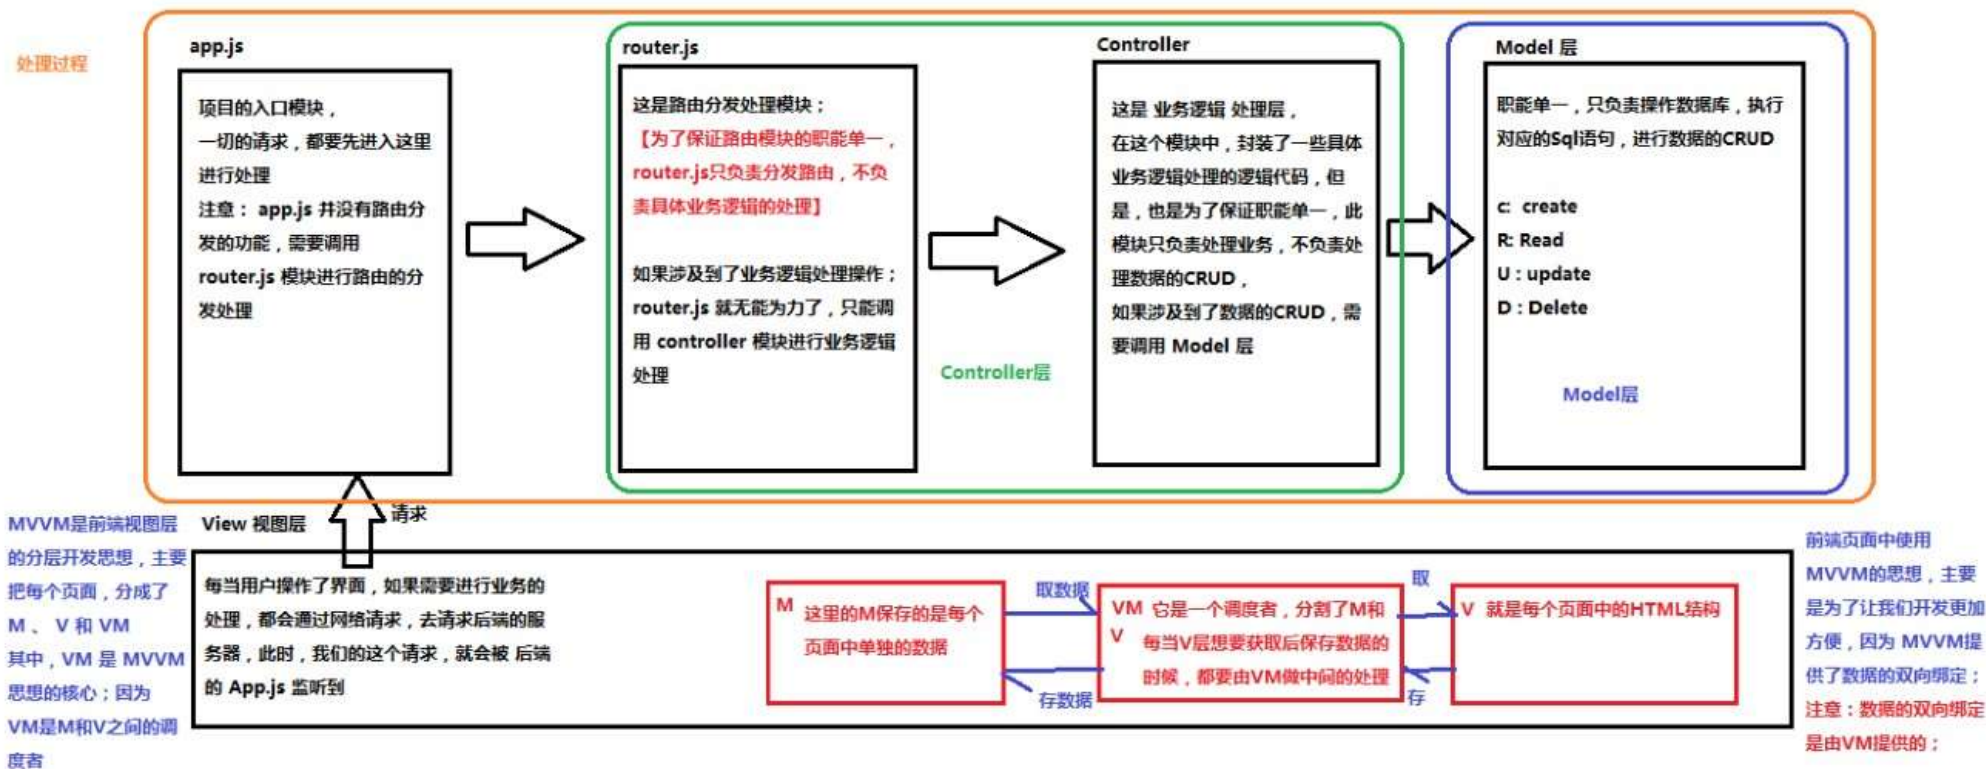 处理过程
app.js
项目的入口模块，
一切的请求，都要先进入这里
进行处理
注意： app.js 并没有路由分
发的功能，需要调用
router.js 模块进行路由的分
发处理
router.js
这是路由分发处理模块；
【为了保证路由模块的职能单一，
router.js只负责分发路由，不负
责具体业务逻辑的处理】
如果涉及到了业务逻辑处理操作；
router.js 就无能为力了，只能调
用 controller 模块进行业务逻辑
处理
Controller层
Controller
这是 业务逻辑 处理层，
在这个模块中，封装了一些具体
业务逻辑处理的逻辑代码，但
是，也是为了保证职能单一，此
模块只负责处理业务，不负责处
理数据的CRUD，
如果涉及到了数据的CRUD，需
要调用 Model 层
Model 层
职能单一，只负责操作数据库，执行
对应的Sql语句，进行数据的CRUD
c: create
R: Read
U : update
D : Delete
Model层
请求
MVVM是前端视图层
的分层开发思想，主要
把每个页面，分成了
M 、 V 和 VM
其中，VM 是 MVVM
思想的核心；因为
VM是M和V之间的调
度者
View 视图层
每当用户操作了界面，如果需要进行业务的
处理，都会通过网络请求，去请求后端的服
务器，此时，我们的这个请求，就会被 后端
的 App.js 监听到
M 这里的M保存的是每个
页面中单独的数据
取数据
存数据
VM 它是一个调度者，分割了M和
V 每当V层想要获取后保存数据的
时候，都要由VM做中间的处理
取
存
V 就是每个页面中的HTML结构
前端页面中使用
MVVM的思想，主要
是为了让我们开发更加
方便，因为 MVVM提
供了数据的双向绑定；
注意：数据的双向绑定
是由VM提供的；